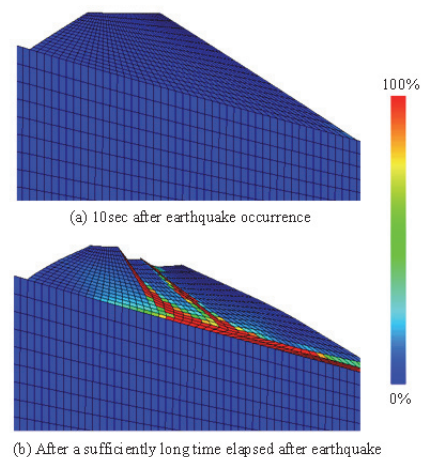 100%
(a) 10sec after earthquake occurrence
0%
(b) After a sufficiently long time elapsed after earthquake